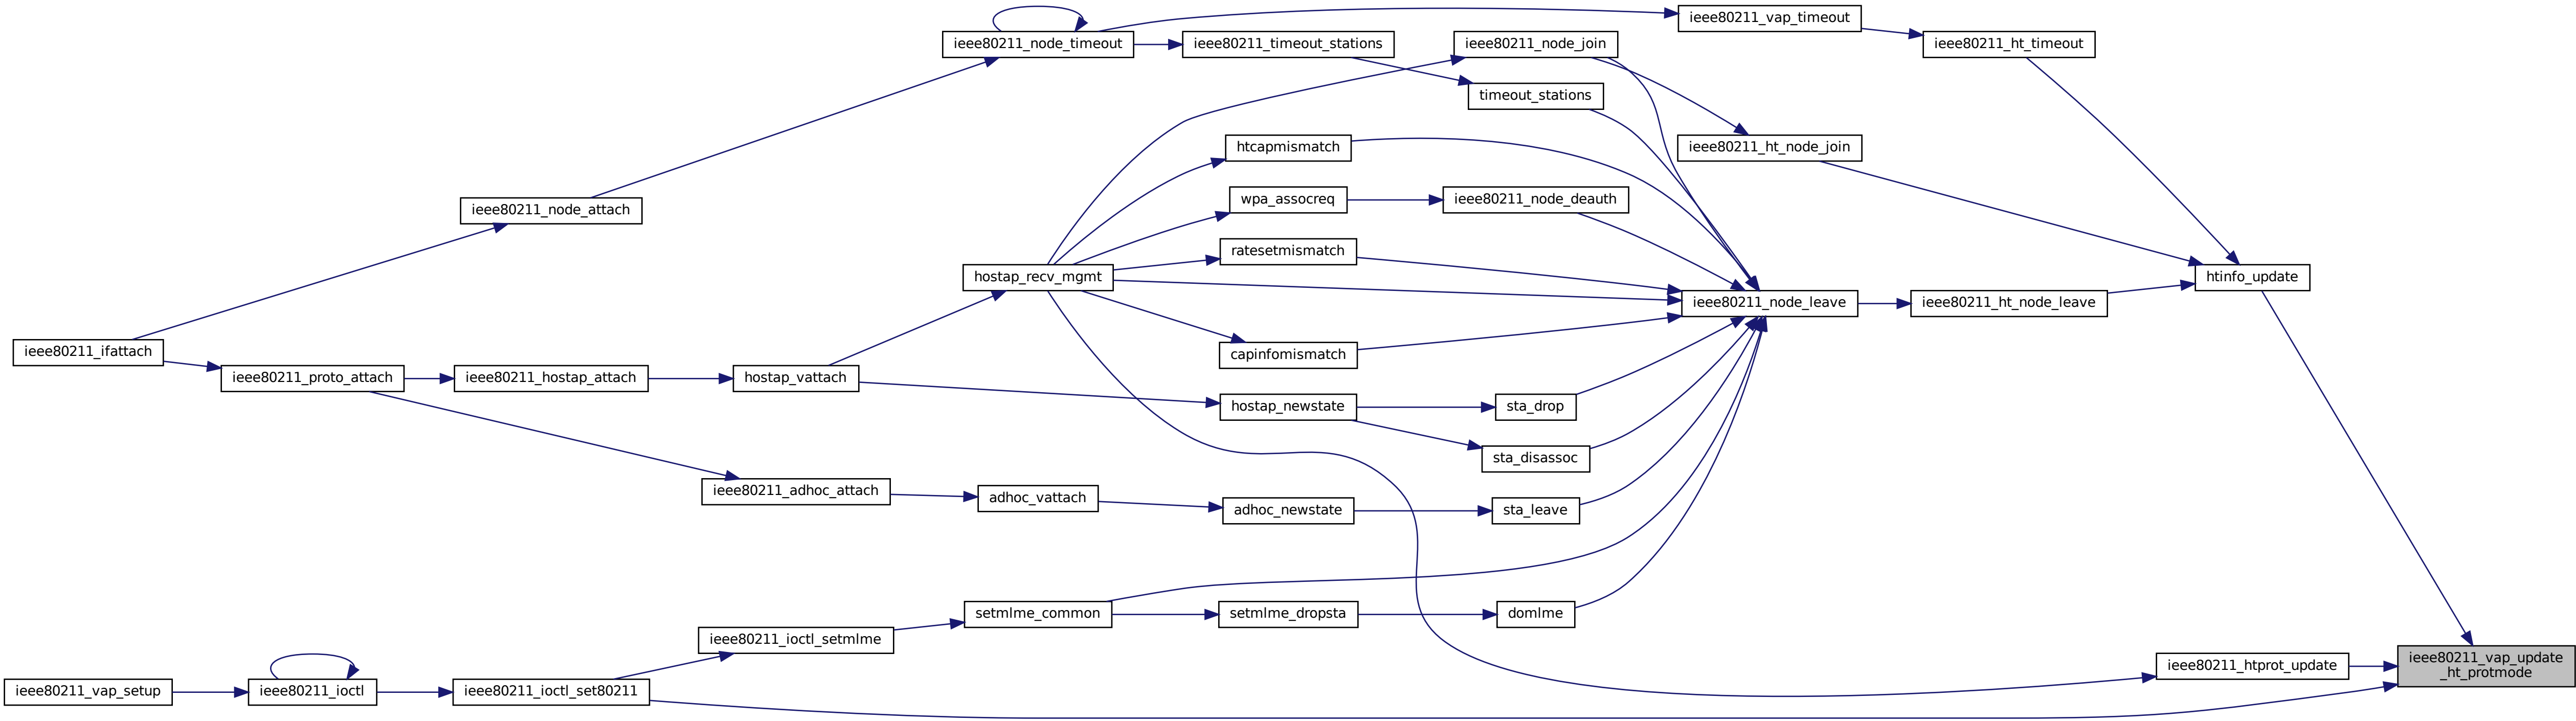 ieee80211_vap_timeout
ieee80211_node_timeout
ieee80211_timeout_stations
ieee80211_node_join
ieee80211_ht_timeout
timeout_stations
htcapmismatch
ieee80211_ht_node_join
wpa_assocreq
ieee80211_node_deauth
ieee80211_node_attach
ratesetmismatch
hostap_recv_mgmt
htinfo_update
ieee80211_node_leave
ieee80211_ht_node_leave
ieee80211_ifattach
capinfomismatch
ieee80211_proto_attach
ieee80211_hostap_attach
hostap_vattach
hostap_newstate
sta_drop
sta_disassoc
ieee80211_adhoc_attach
adhoc_vattach
adhoc_newstate
sta_leave
setmlme_common
setmlme_dropsta
domlme
ieee80211_ioctl_setmlme
ieee80211_htprot_update
ieee80211_vap_update
_ht_protmode
ieee80211_vap_setup
ieee80211_ioctl
ieee80211_ioctl_set80211